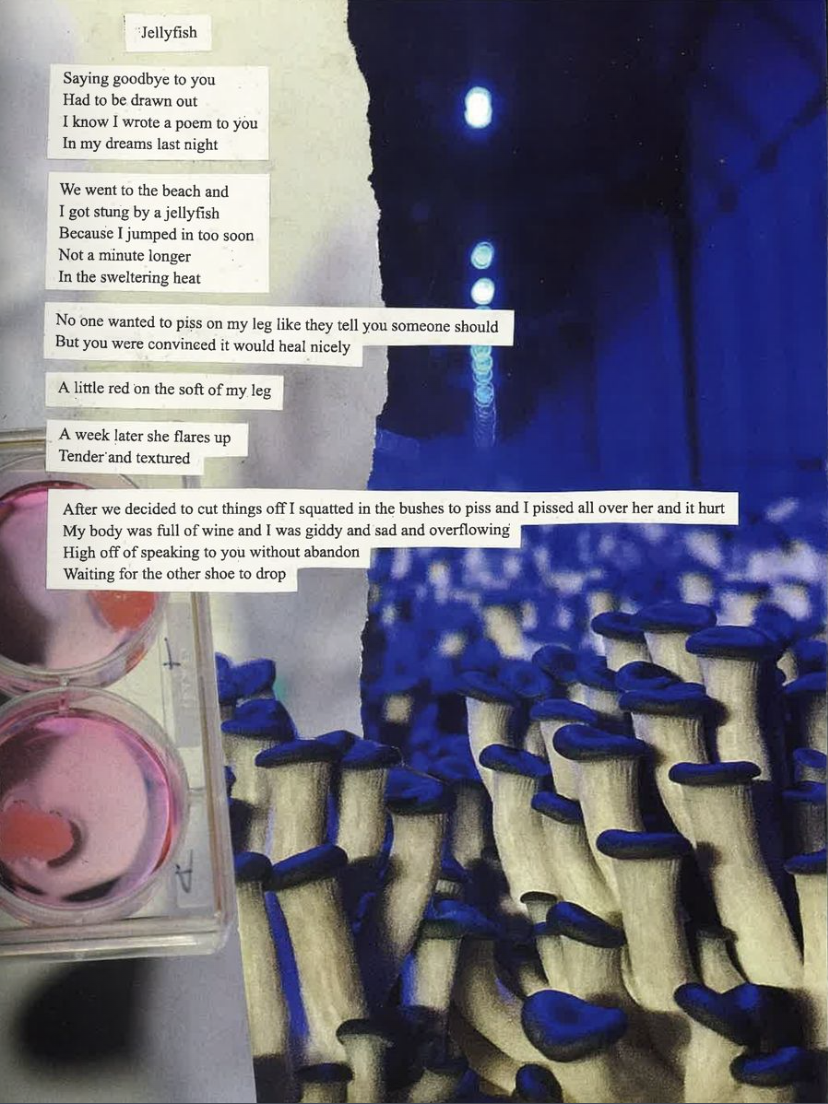 Jellyfish
Saying goodbye to you
Had to be drawn out
I know I wrote a poem to you
In my dreams last night
We went to the beach and
I got stung by a jellyfish
Because I jumped in too soon
Not a minute longer
In the sweltering heat
No one wanted to piss on my leg like they tell you someone should
But you were convinced it would heal nicely
A little red on the soft of my leg
A week later she flares up
Tender and textured
After we decided to cut things off I squatted in the bushes to piss and I pissed all over her and it hurt
My body was full of wine and I was giddy and sad and overflowing
High off of speaking to you without abandon
Waiting for the other shoe to drop